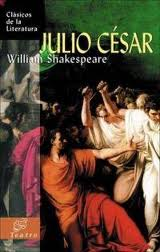 Clásicos de la
Literatura
JULIO CÉSAR
William Shakespeare
Teatro